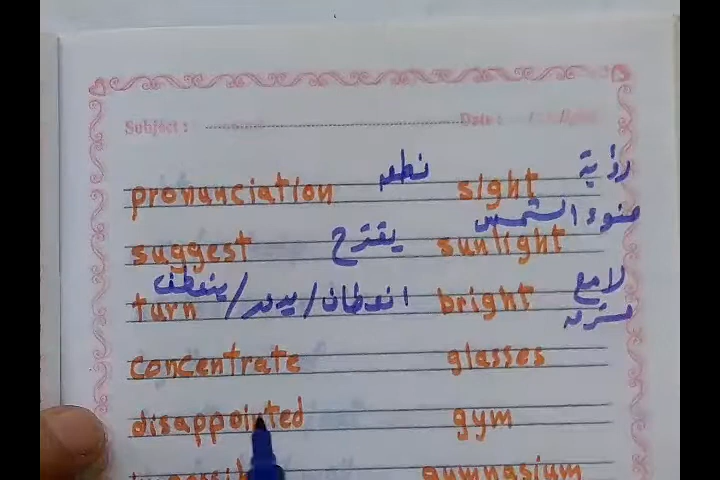 Subject : Date : / /
pronunciation نطق sight رؤية
suggest يقترح sunlight ضوء الشمس
turn ينعطف/يدور/انعطاف bright لامع
مشرق
concentrate glasses
disappointed gym
gymnasium